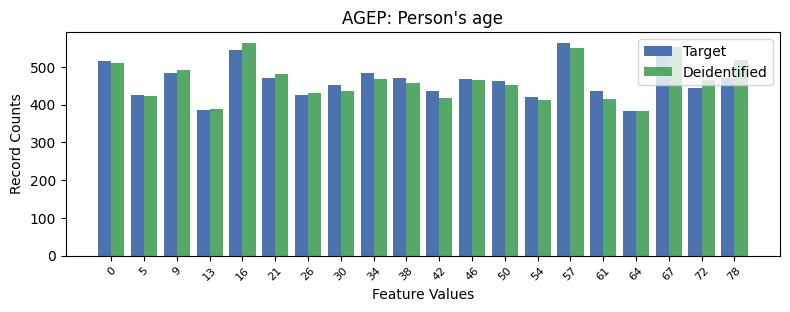 AGEP: Person's age
Target
Deidentified
Record Counts
500
400
300
200
100
0
0 5 9 13 16 21 26 30 34 38 42 46 50 54 57 61 64 67 72 78
Feature Values